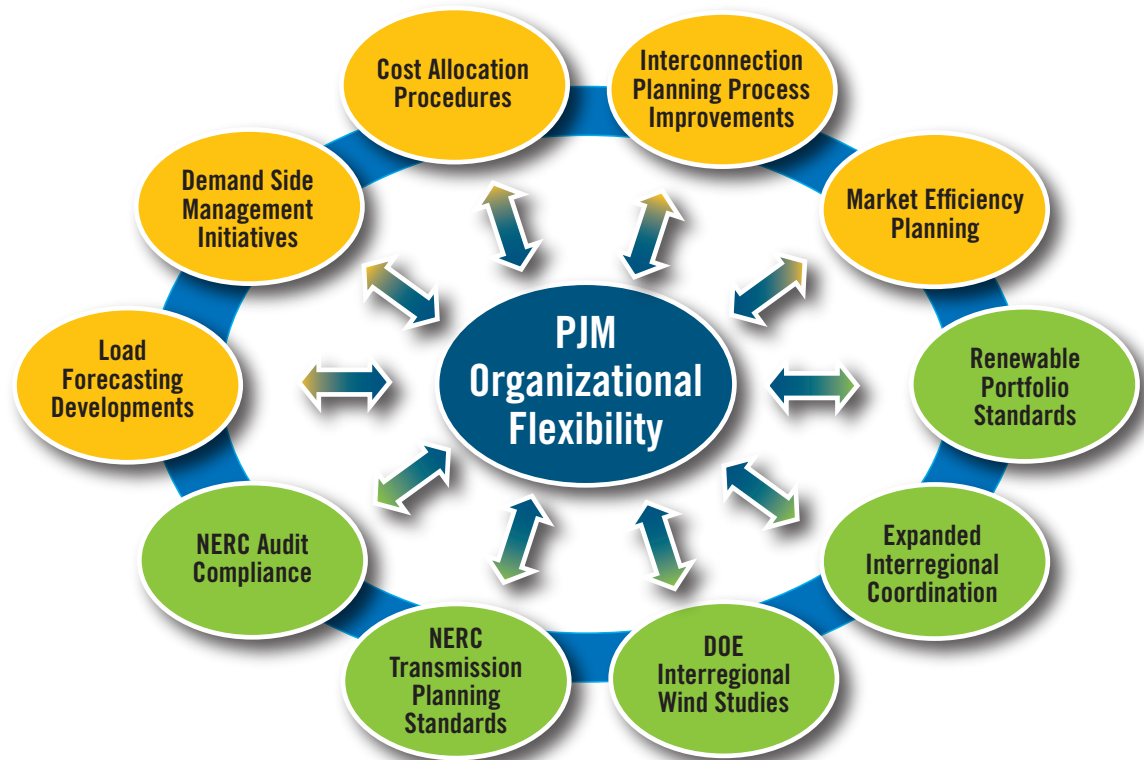 Cost Allocation
Procedures
Interconnection
Planning Process
Improvements
Demand Side
Management
Initiatives
Market Efficiency
Planning
Load
Forecasting
Developments
PJM
Organizational
Flexibility
Renewable
Portfolio
Standards
NERC Audit
Compliance
Expanded
Interregional
Coordination
NERC
Transmission
Planning
Standards
DOE
Interregional
Wind Studies